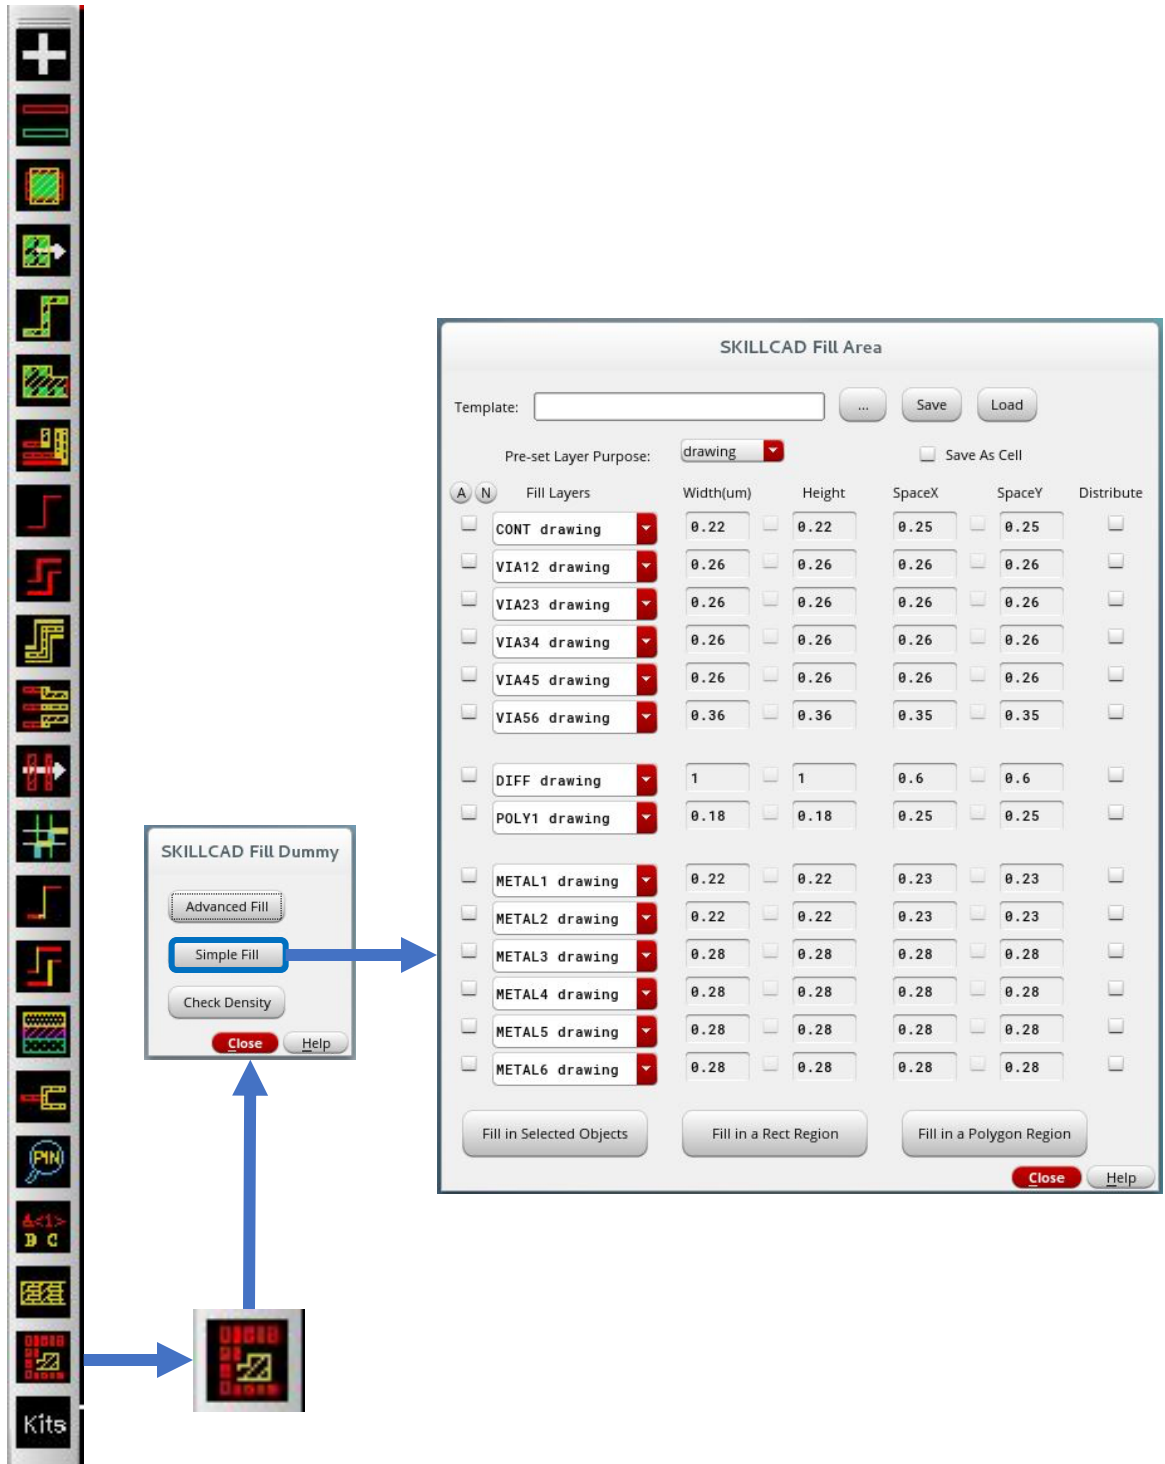 SKILLCAD Fill Area
Template:
...
Save
Load
Pre-set Layer Purpose:
drawing
Save As Cell
A N Fill Layers Width(um) Height SpaceX SpaceY Distribute
CONT drawing 0.22 0.22 0.25 0.25
VIA12 drawing 0.26 0.26 0.26 0.26
VIA23 drawing 0.26 0.26 0.26 0.26
VIA34 drawing 0.26 0.26 0.26 0.26
VIA45 drawing 0.26 0.26 0.26 0.26
VIA56 drawing 0.36 0.36 0.35 0.35
DIFF drawing 1 1 0.6 0.6
POLY1 drawing 0.18 0.18 0.25 0.25
METAL1 drawing 0.22 0.22 0.23 0.23
METAL2 drawing 0.22 0.22 0.23 0.23
METAL3 drawing 0.28 0.28 0.28 0.28
METAL4 drawing 0.28 0.28 0.28 0.28
METAL5 drawing 0.28 0.28 0.28 0.28
METAL6 drawing 0.28 0.28 0.28 0.28
Fill in Selected Objects
Fill in a Rect Region
Fill in a Polygon Region
Close
Help
SKILLCAD Fill Dummy
Advanced Fill
Simple Fill
Check Density
Close
Help
PIN
A<1>
B C
Kits